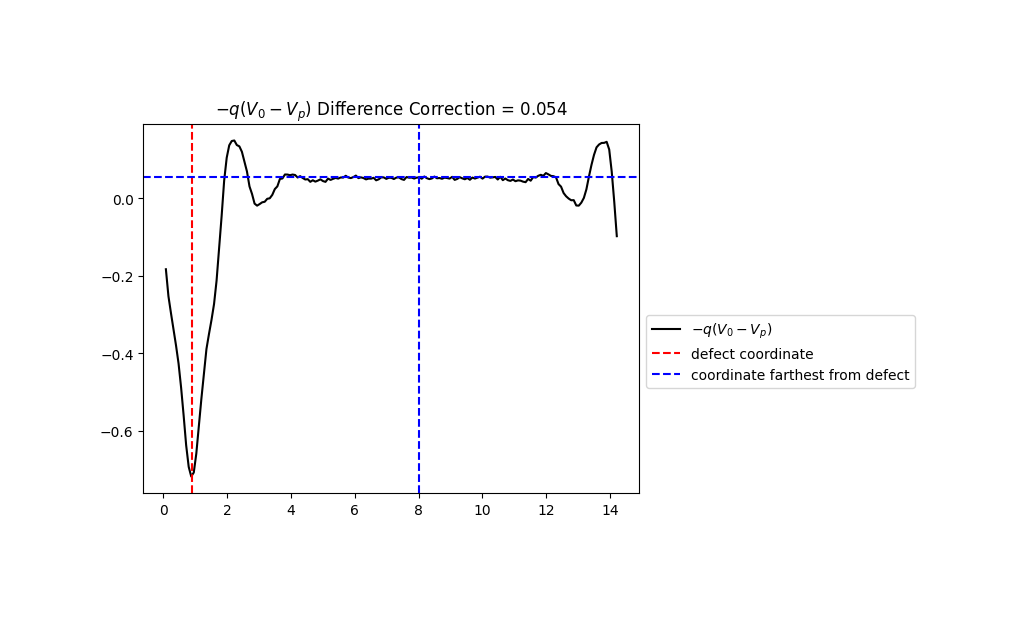 −q(V₀ − Vₚ) Difference Correction = 0.054
0.0
−0.2
−0.4
−0.6
0 2 4 6 8 10 12 14
−q(V₀ − Vₚ)
defect coordinate
coordinate farthest from defect